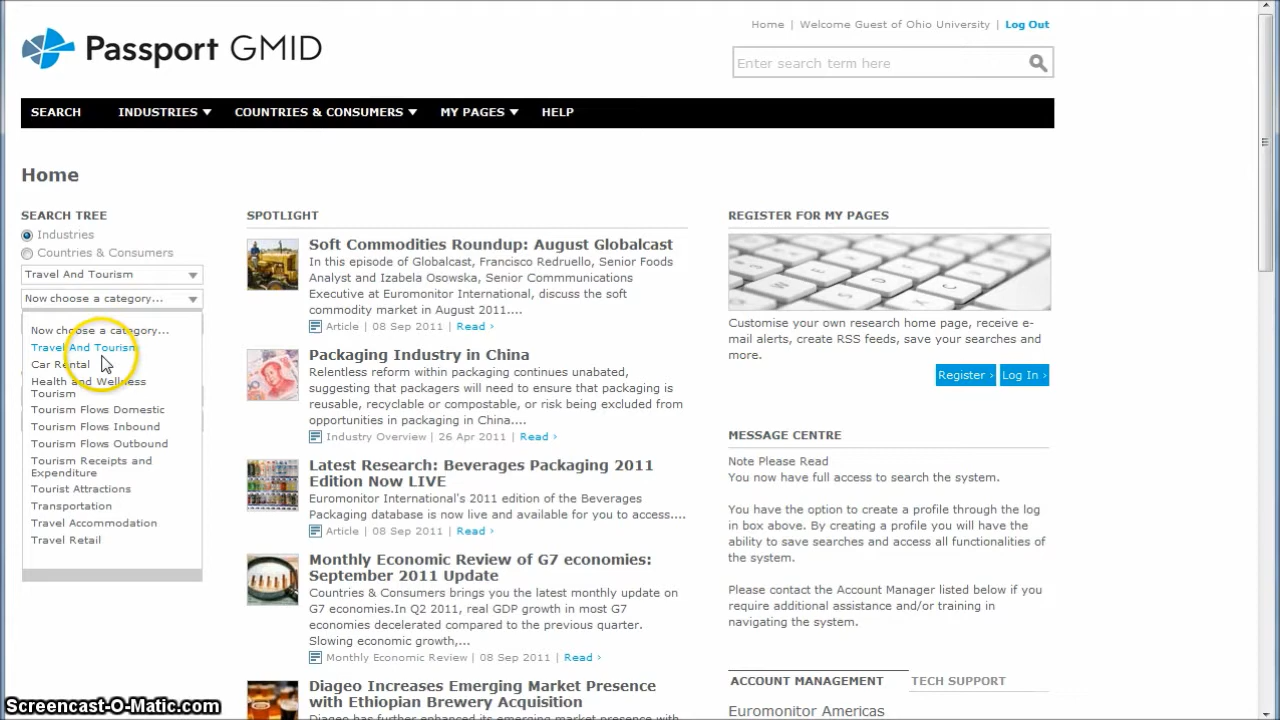 Home | Welcome Guest of Ohio University | Log Out
Passport GMID
Enter search term here
SEARCH INDUSTRIES COUNTRIES & CONSUMERS MY PAGES HELP
Home
SEARCH TREE
Industries
Countries & Consumers
Travel And Tourism
Now choose a category...
Now choose a category...
Travel And Tourism
Car Rental
Health and Wellness
Tourism
Tourism Flows Domestic
Tourism Flows Inbound
Tourism Flows Outbound
Tourism Receipts and
Expenditure
Tourist Attractions
Transportation
Travel Accommodation
Travel Retail
SPOTLIGHT
Soft Commodities Roundup: August Globalcast
In this episode of Globalcast, Francisco Redruello, Senior Foods
Analyst and Izabela Osowska, Senior Commmunications
Executive at Euromonitor International, discuss the soft
commodity market in August 2011....
Article | 08 Sep 2011 | Read ›
Packaging Industry in China
Relentless reform within packaging continues unabated,
suggesting that packagers will need to ensure that packaging is
reusable, recyclable or compostable, or risk being excluded from
opportunities in packaging in China....
Industry Overview | 26 Apr 2011 | Read ›
Latest Research: Beverages Packaging 2011
Edition Now LIVE
Euromonitor International's 2011 edition of the Beverages
Packaging database is now live and available for you to access....
Article | 08 Sep 2011 | Read ›
Monthly Economic Review of G7 economies:
September 2011 Update
Countries & Consumers brings you the latest monthly update on
G7 economies.In Q2 2011, real GDP growth in most G7
economies decelerated compared to the previous quarter.
Slowing economic growth,...
Monthly Economic Review | 08 Sep 2011 | Read ›
Diageo Increases Emerging Market Presence
with Ethiopian Brewery Acquisition
Diageo has further enhanced its emerging market presence with
REGISTER FOR MY PAGES
Customise your own research home page, receive e-
mail alerts, create RSS feeds, save your searches and
more.
Register › Log In ›
MESSAGE CENTRE
Note Please Read
You now have full access to search the system.
You have the option to create a profile through the log
in box above. By creating a profile you will have the
ability to save searches and access all functionalities of
the system.
Please contact the Account Manager listed below if you
require additional assistance and/or training in
navigating the system.
ACCOUNT MANAGEMENT TECH SUPPORT
Euromonitor Americas
Screencast-O-Matic.com